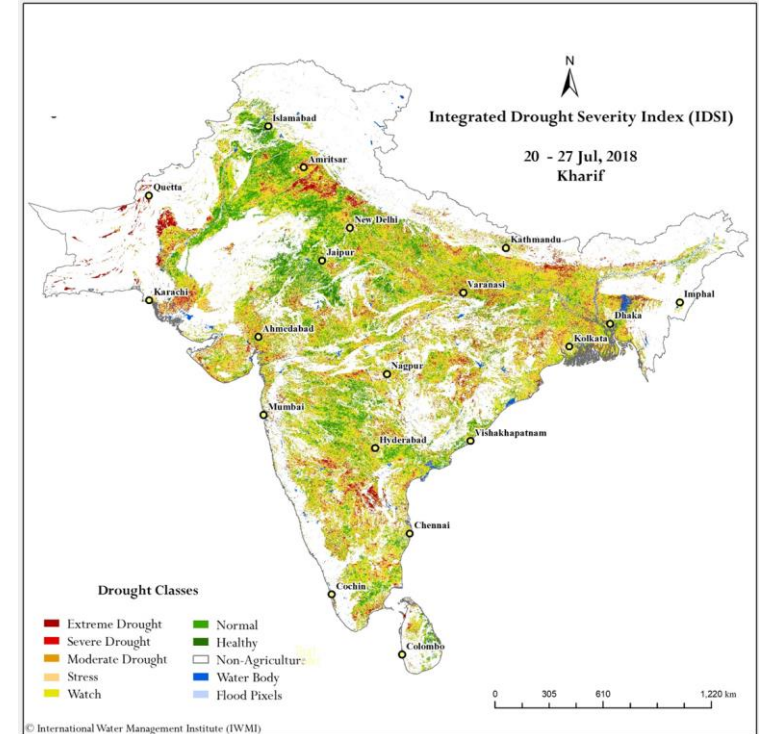 N
Integrated Drought Severity Index (IDSI)
20 - 27 Jul, 2018
Kharif
Islamabad
Amritsar
Quetta
New Delhi
Kathmandu
Jaipur
Karachi
Varanasi
Imphal
Dhaka
Ahmedabad
Kolkata
Nagpur
Mumbai
Hyderabad
Vishakhapatnam
Chennai
Cochin
Colombo
Drought Classes
Extreme Drought
Severe Drought
Moderate Drought
Stress
Watch
Normal
Healthy
Non-Agriculture
Water Body
Flood Pixels
0 305 610 1,220 km
© International Water Management Institute (IWMI)